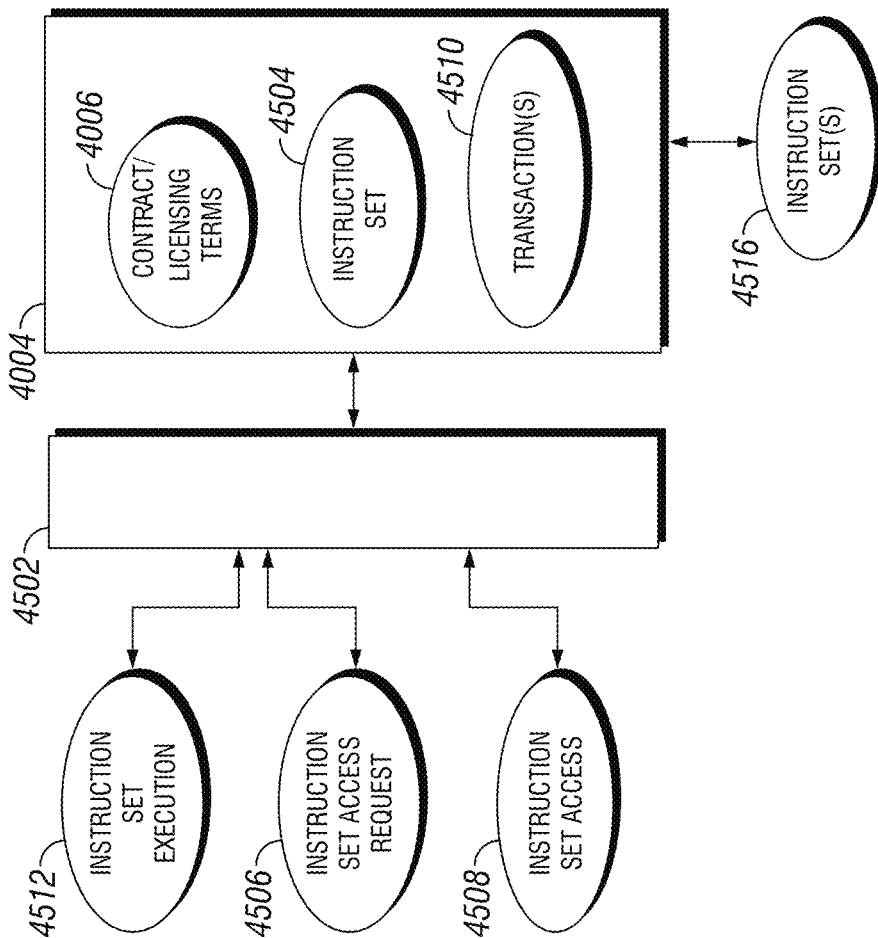 4508
INSTRUCTION
SET ACCESS
4506
INSTRUCTION
SET ACCESS
REQUEST
4512
INSTRUCTION
SET
EXECUTION
4502
4004
4516
INSTRUCTION
SET(S)
4510
TRANSACTION(S)
4504
INSTRUCTION
SET
4006
CONTRACT/
LICENSING
TERMS